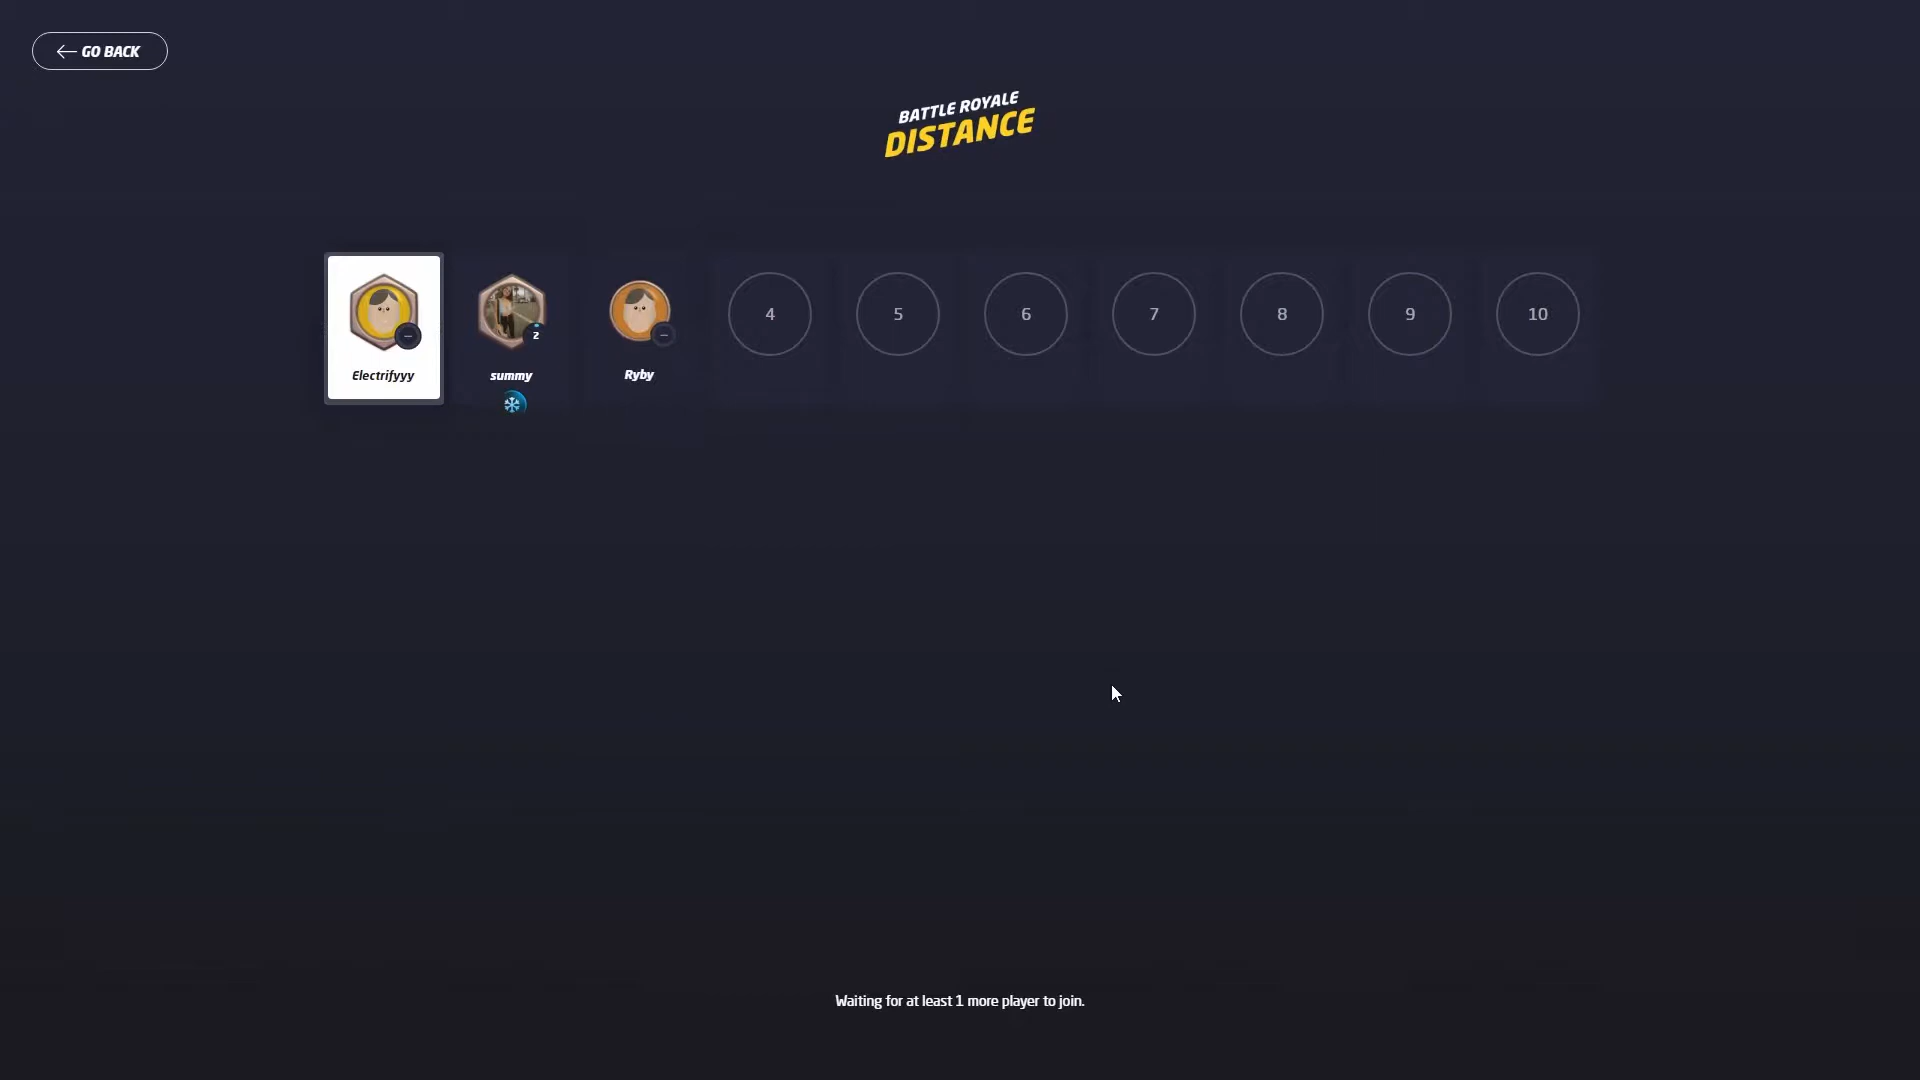 GO BACK
BATTLE ROYALE
DISTANCE
2
4
5
6
7
8
9
10
Electrifyyy
summy
Ryby
Waiting for at least 1 more player to join.